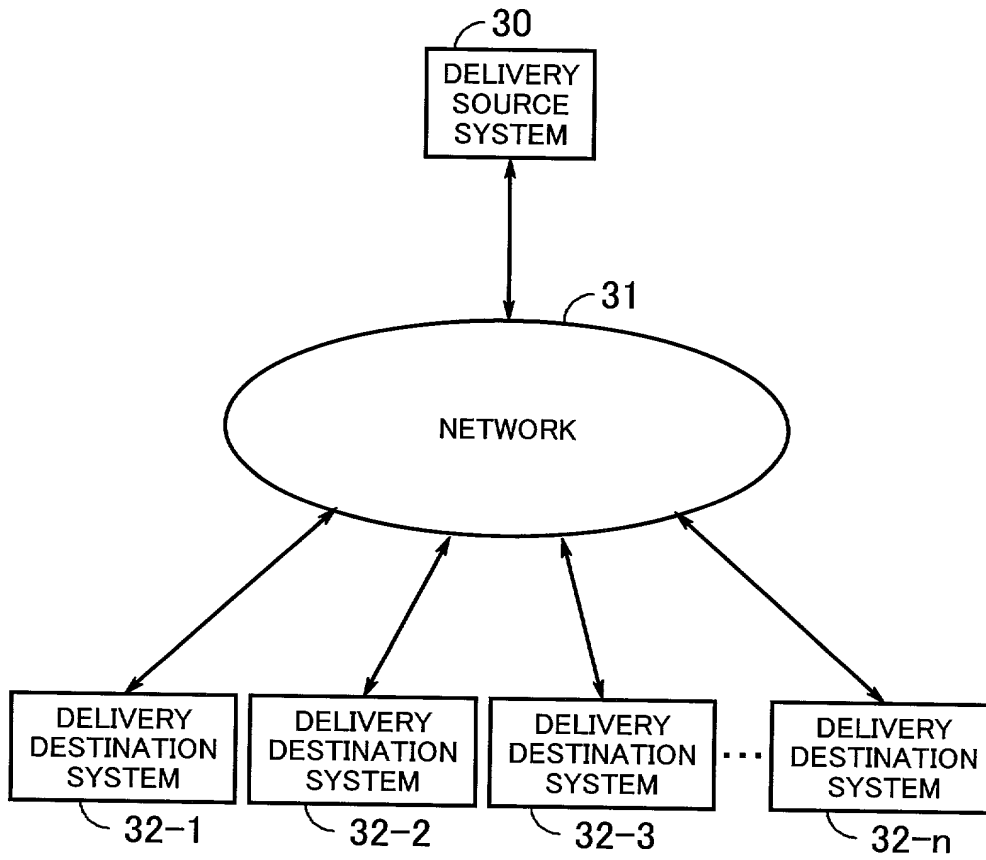 30
DELIVERY
SOURCE
SYSTEM
31
NETWORK
DELIVERY
DESTINATION
SYSTEM
32-1
DELIVERY
DESTINATION
SYSTEM
32-2
DELIVERY
DESTINATION
SYSTEM
32-3
...
DELIVERY
DESTINATION
SYSTEM
32-n